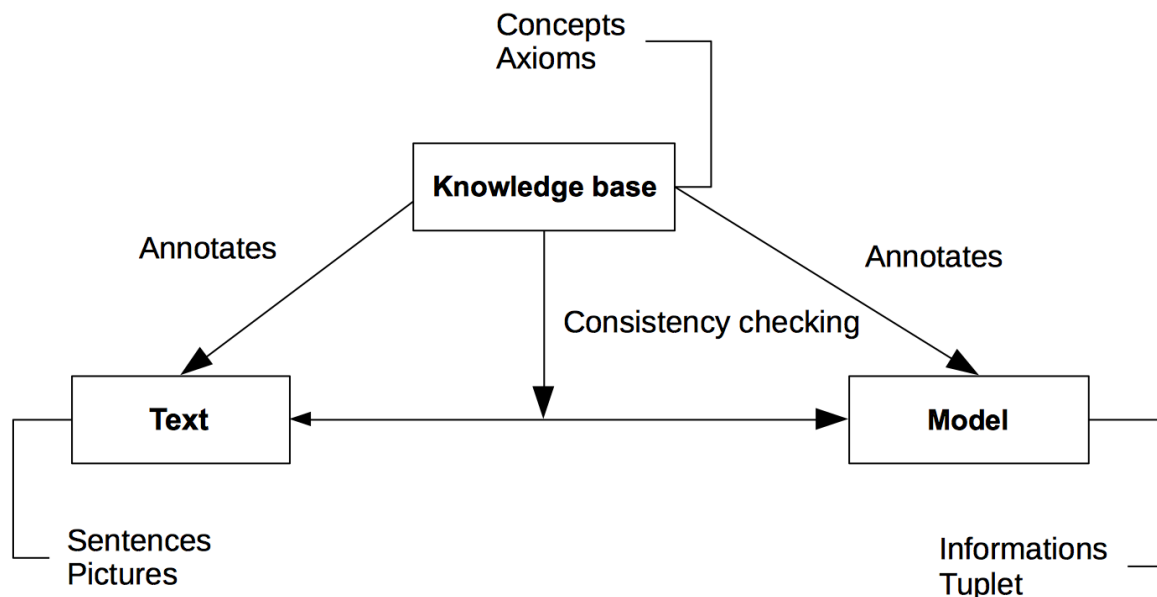 Concepts
Axioms
Knowledge base
Annotates
Annotates
Consistency checking
Text
Model
Sentences
Pictures
Informations
Tuplet